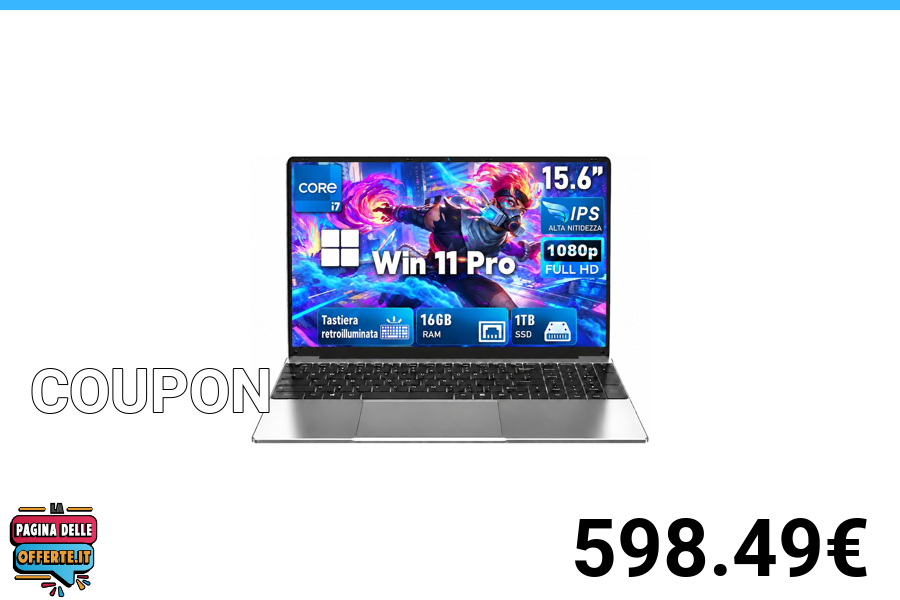 CORE
i7
15.6”
IPS
ALTA NITIDEZZA
1080p
FULL HD
Win 11 Pro
Tastiera
retroilluminata
16GB
RAM
1TB
SSD
COUPON
LA
PAGINA DELLE
OFFERTE.IT
598.49€